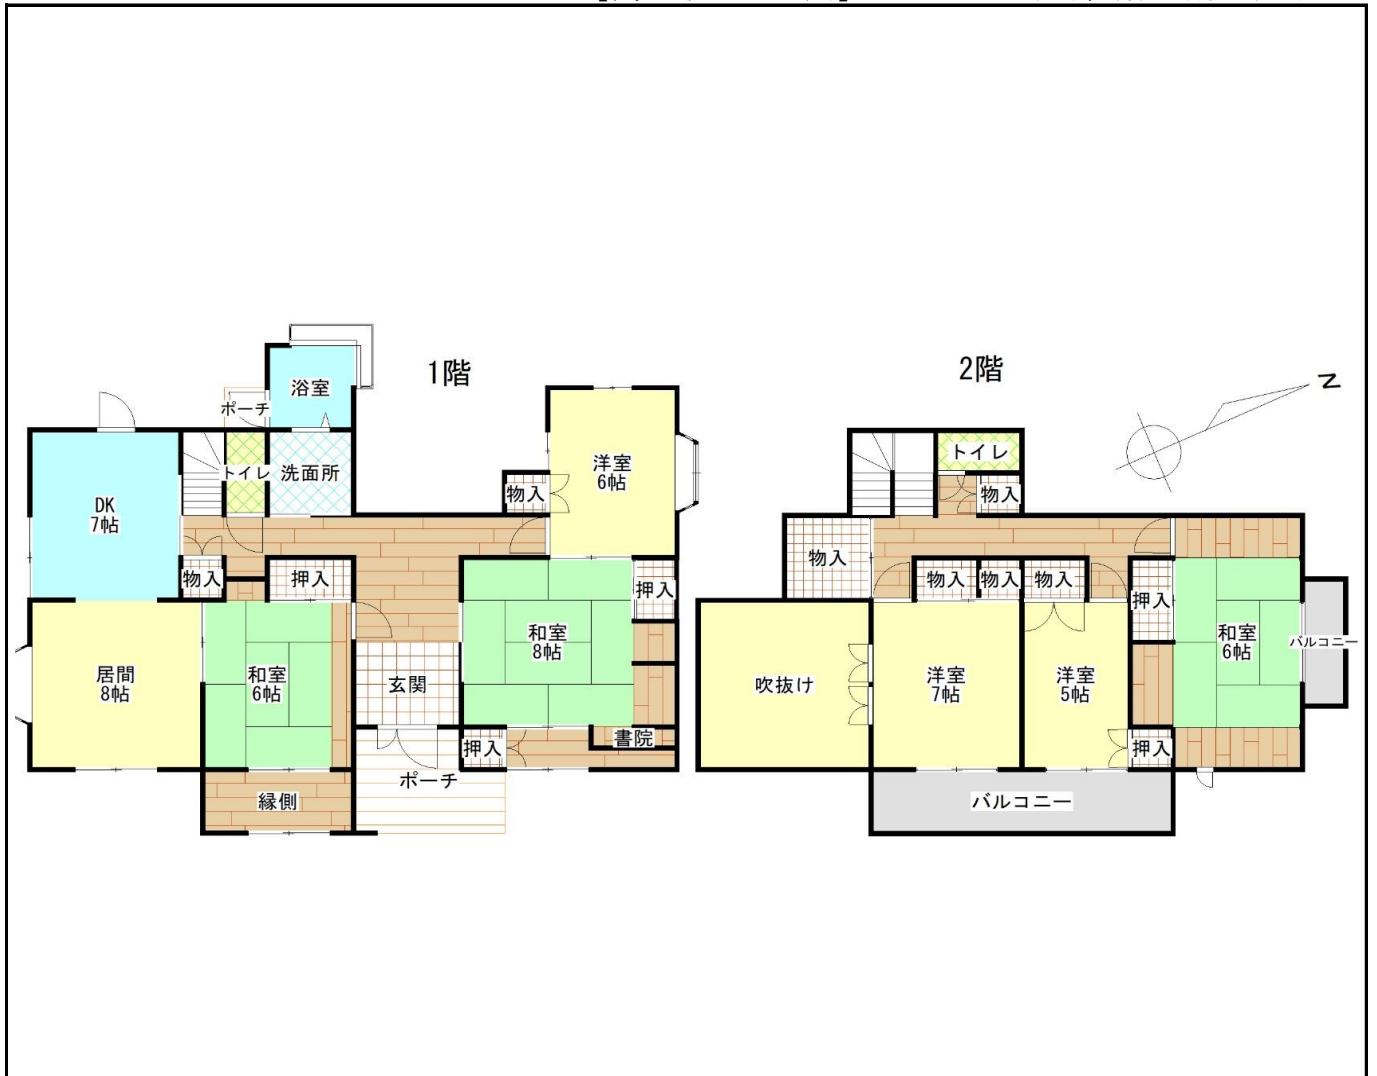 1階
浴室
ポーチ
DK
7帖
トイレ
洗面所
物入
洋室
6帖
物入
押入
押入
居間
8帖
和室
6帖
玄関
和室
8帖
押入
書院
ポーチ
縁側
2階
N
トイレ
物入
物入
物入
物入
物入
押入
和室
6帖
バルコニー
吹抜け
洋室
7帖
洋室
5帖
押入
バルコニー